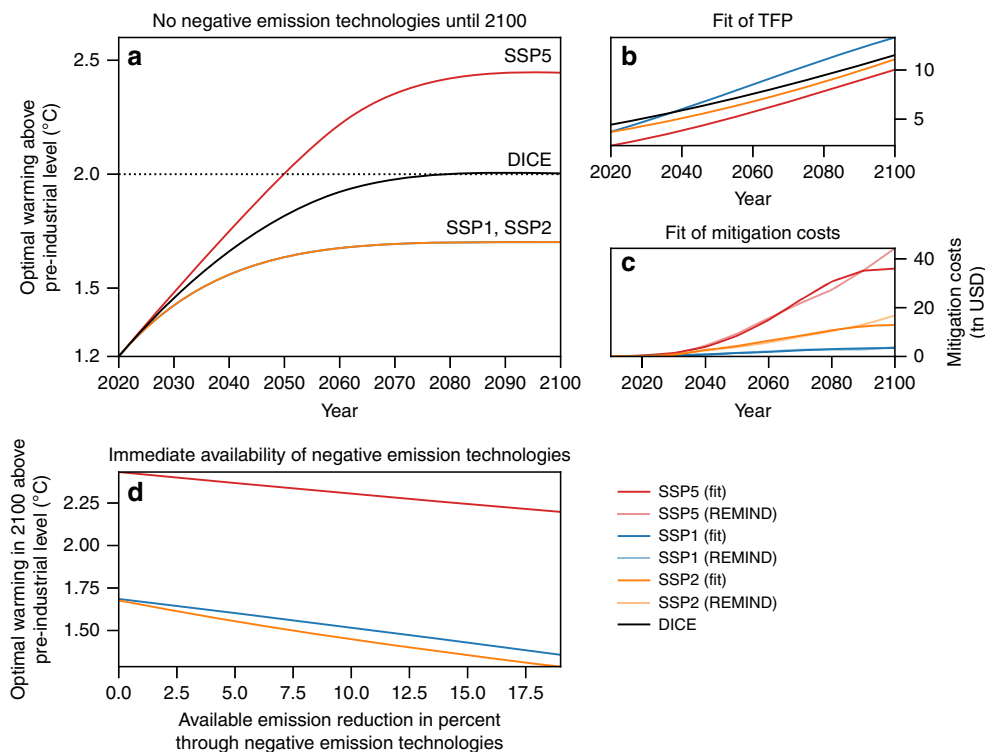 No negative emission technologies until 2100
a
SSP5
DICE
SSP1, SSP2
2.5
2.0
1.5
1.2
Optimal warming above
pre-industrial level (°C)
2020 2030 2040 2050 2060 2070 2080 2090 2100
Year
Fit of TFP
b
10
5
2020 2040 2060 2080 2100
Year
Fit of mitigation costs
c
40
20
0
Mitigation costs
(tn USD)
2020 2040 2060 2080 2100
Year
Immediate availability of negative emission technologies
d
2.25
2.00
1.75
1.50
Optimal warming in 2100 above
pre-industrial level (°C)
0.0 2.5 5.0 7.5 10.0 12.5 15.0 17.5
Available emission reduction in percent
through negative emission technologies
SSP5 (fit)
SSP5 (REMIND)
SSP1 (fit)
SSP1 (REMIND)
SSP2 (fit)
SSP2 (REMIND)
DICE